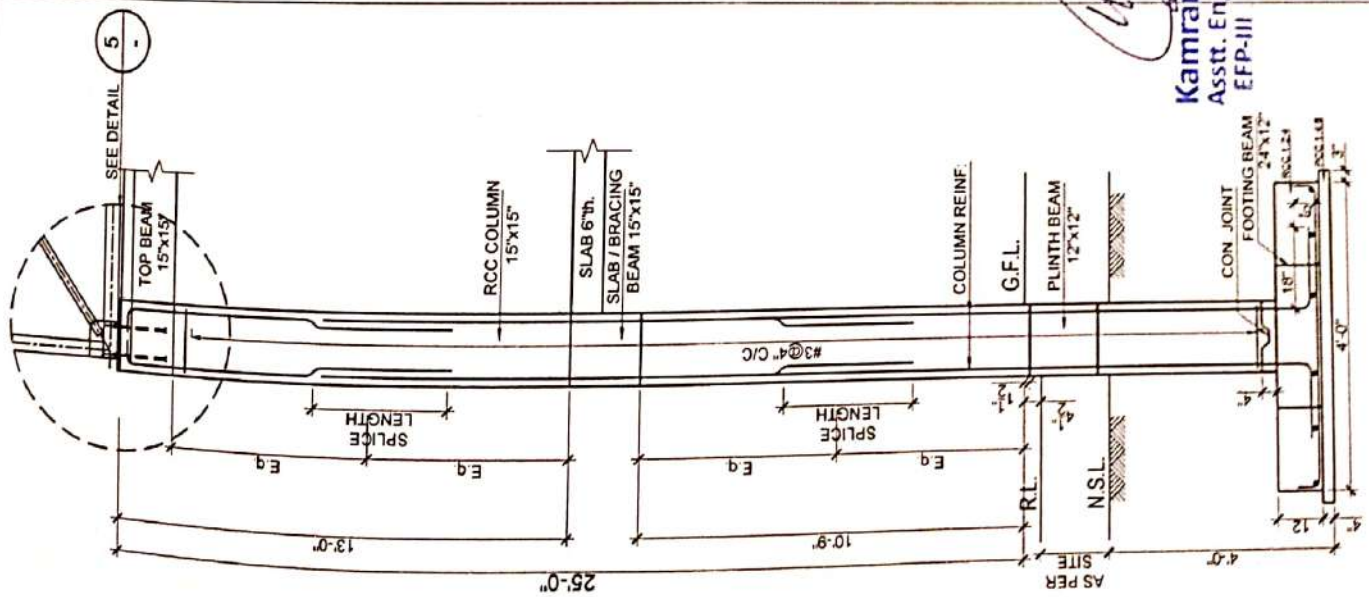 5
-
SEE DETAIL
TOP BEAM
15"x15"
RCC COLUMN
15"x15"
SLAB 6"th.
SLAB / BRACING
BEAM 15"x15"
COLUMN REINF:
G.F.L.
PLINTH BEAM
12"x12"
CON JOINT
FOOTING BEAM
24"x12"
#3@4" C/C
SPLICE
LENGTH
SPLICE
LENGTH
E.q
E.q
E.q
E.q
13'-0"
10'-9"
25'-0"
R.L.
N.S.L.
AS PER
SITE
4'-0"
12
4"
4"
18"
4'-0"
3"
Asstt.
EFP-III